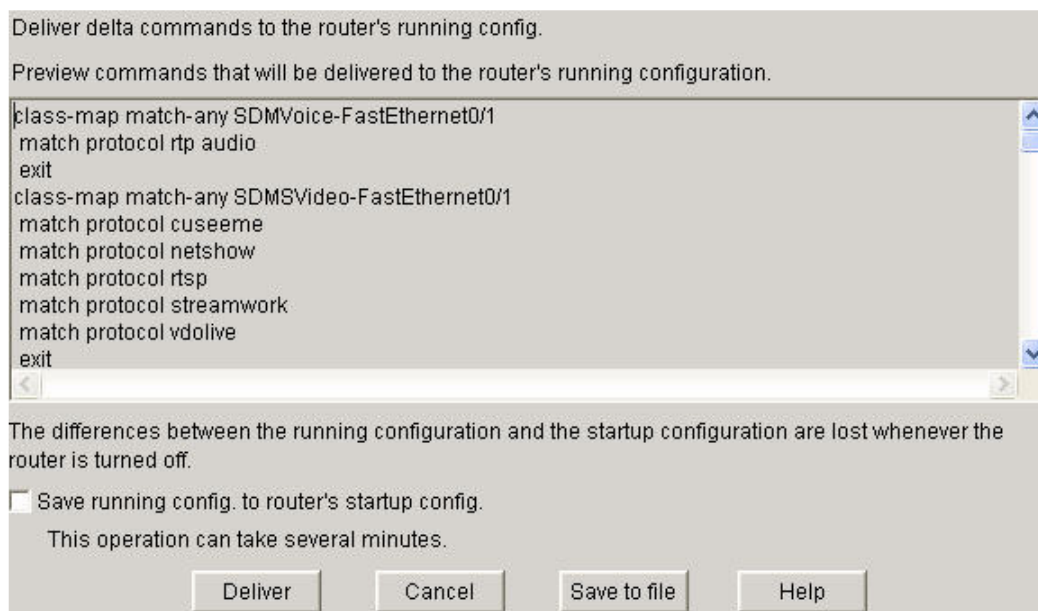 Deliver delta commands to the router's running config.
Preview commands that will be delivered to the router's running configuration.
class-map match-any SDMVoice-FastEthernet0/1
match protocol rtp audio
exit
class-map match-any SDMSVideo-FastEthernet0/1
match protocol cuseeme
match protocol netshow
match protocol rtsp
match protocol streamwork
match protocol vdolive
exit
The differences between the running configuration and the startup configuration are lost whenever the
router is turned off.
Save running config. to router's startup config.
This operation can take several minutes.
Deliver Cancel Save to file Help